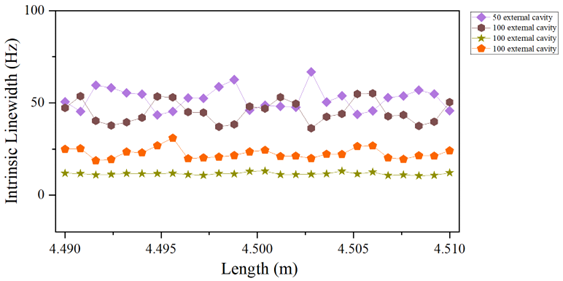 100
50
0
Intrinsic Linewidth (Hz)
4.490
4.495
4.500
4.505
4.510
Length (m)
50 external cavity
100 external cavity
100 external cavity
100 external cavity